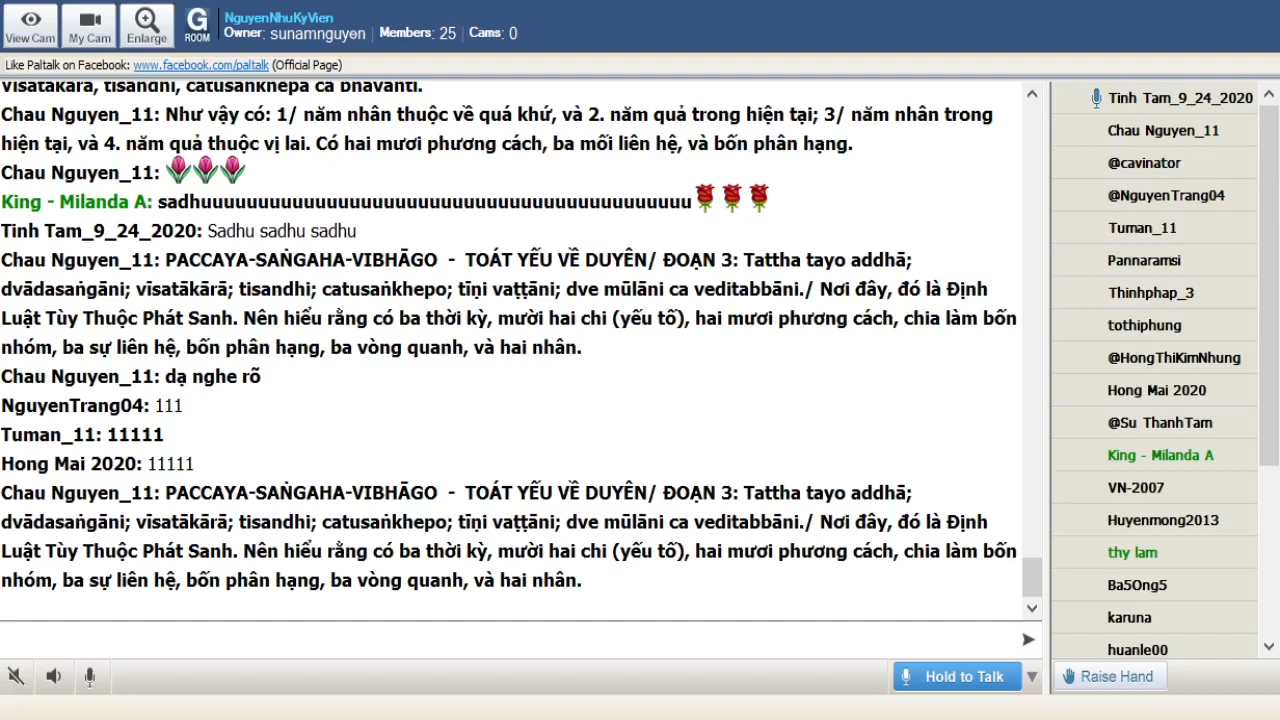 View Cam
My Cam
Enlarge
G
ROOM
NguyenNhuKyVien
Owner: sunamnguyen | Members: 25 | Cams: 0
Like Paltalk on Facebook: www.facebook.com/paltalk (Official Page)
vīsatākārā, tisandhi, catusaṅkhepā ca bhavanti.
Chau Nguyen_11: Như vậy có: 1/ năm nhân thuộc về quá khứ, và 2. năm quả trong hiện tại; 3/ năm nhân trong
hiện tại, và 4. năm quả thuộc vị lai. Có hai mươi phương cách, ba mối liên hệ, và bốn phân hạng.
Chau Nguyen_11:
King - Milanda A: sadhuuuuuuuuuuuuuuuuuuuuuuuuuuuuuuuuuuuuuuuuuuu
Tinh Tam_9_24_2020: Sadhu sadhu sadhu
Chau Nguyen_11: PACCAYA-SAṄGAHA-VIBHĀGO - TOÁT YẾU VỀ DUYÊN/ ĐOẠN 3: Tattha tayo addhā;
dvādasaṅgāni; vīsatākārā; tisandhi; catusaṅkhepo; tīṇi vaṭṭāni; dve mūlāni ca veditabbāni./ Nơi đây, đó là Định
Luật Tùy Thuộc Phát Sanh. Nên hiểu rằng có ba thời kỳ, mười hai chi (yếu tố), hai mươi phương cách, chia làm bốn
nhóm, ba sự liên hệ, bốn phân hạng, ba vòng quanh, và hai nhân.
Chau Nguyen_11: dạ nghe rõ
NguyenTrang04: 111
Tuman_11: 11111
Hong Mai 2020: 11111
Chau Nguyen_11: PACCAYA-SAṄGAHA-VIBHĀGO - TOÁT YẾU VỀ DUYÊN/ ĐOẠN 3: Tattha tayo addhā;
dvādasaṅgāni; vīsatākārā; tisandhi; catusaṅkhepo; tīṇi vaṭṭāni; dve mūlāni ca veditabbāni./ Nơi đây, đó là Định
Luật Tùy Thuộc Phát Sanh. Nên hiểu rằng có ba thời kỳ, mười hai chi (yếu tố), hai mươi phương cách, chia làm bốn
nhóm, ba sự liên hệ, bốn phân hạng, ba vòng quanh, và hai nhân.
Hold to Talk
Tinh Tam_9_24_2020
Chau Nguyen_11
@cavinator
@NguyenTrang04
Tuman_11
Pannaramsi
Thinhphap_3
tothiphung
@HongThiKimNhung
Hong Mai 2020
@Su ThanhTam
King - Milanda A
VN-2007
Huyenmong2013
thy lam
Ba5Ong5
karuna
huanle00
Raise Hand